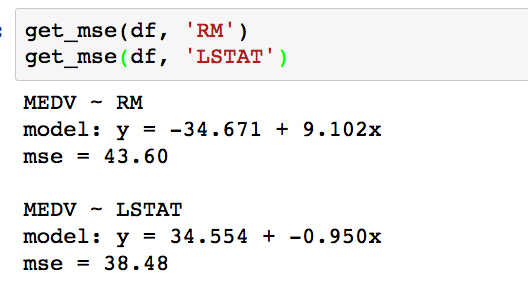 get_mse(df, 'RM')
get_mse(df, 'LSTAT')
MEDV ~ RM
model: y = -34.671 + 9.102x
mse = 43.60
MEDV ~ LSTAT
model: y = 34.554 + -0.950x
mse = 38.48